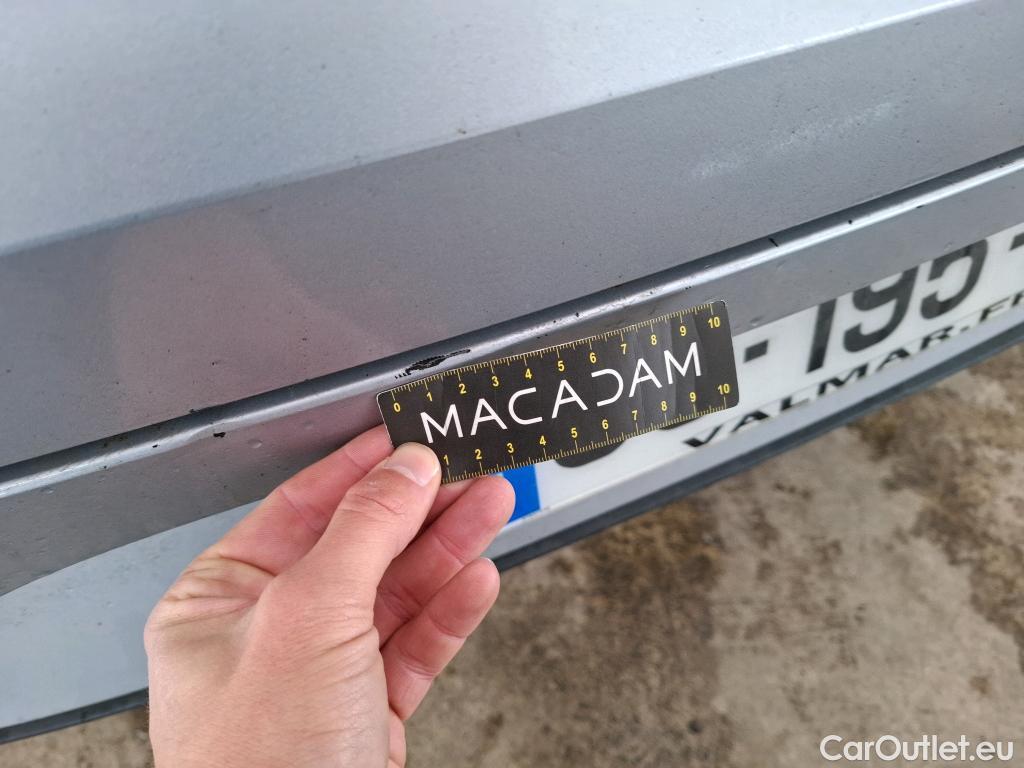 - 195 -
VALMAR.F
0 1 2 3 4 5 6 7 8 9 10
MACADAM
1 2 3 4 5 6 7 8 9 10
CarOutlet.eu